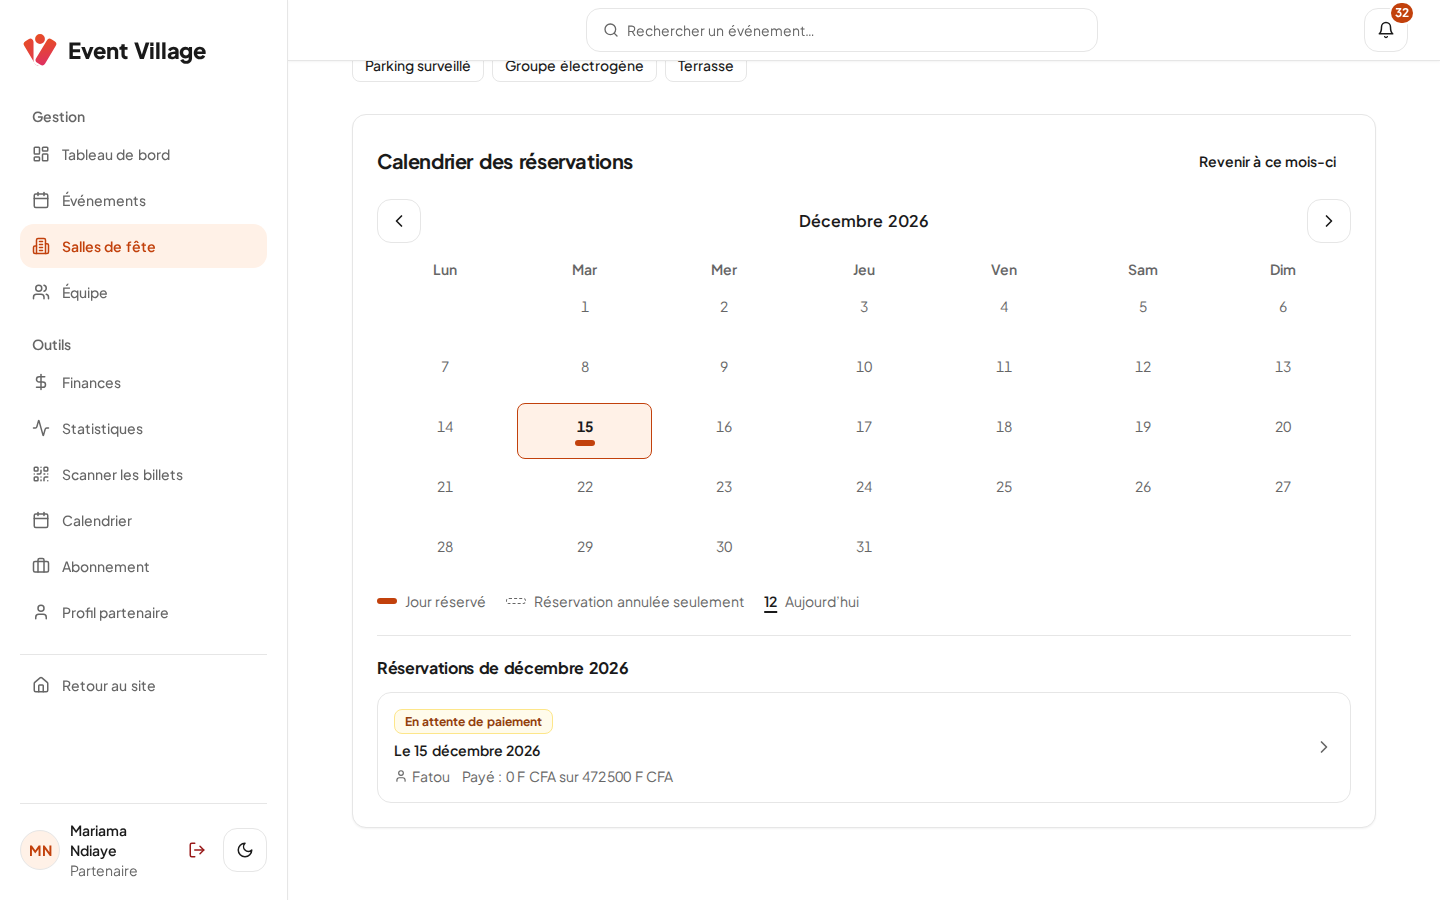 Event Village
Rechercher un événement...
32
Gestion
Tableau de bord
Événements
Salles de fête
Équipe
Outils
Finances
Statistiques
Scanner les billets
Calendrier
Abonnement
Profil partenaire
Retour au site
MN
Mariama
Ndiaye
Partenaire
Parking surveillé
Groupe électrogène
Terrasse
Calendrier des réservations
Revenir à ce mois-ci
Décembre 2026
Lun Mar Mer Jeu Ven Sam Dim
1 2 3 4 5 6
7 8 9 10 11 12 13
14 15 16 17 18 19 20
21 22 23 24 25 26 27
28 29 30 31
Jour réservé Réservation annulée seulement 12 Aujourd'hui
Réservations de décembre 2026
En attente de paiement
Le 15 décembre 2026
Fatou Payé : 0 F CFA sur 472 500 F CFA